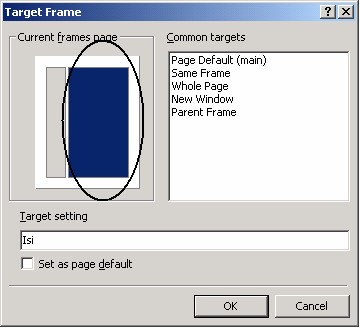 Target Frame
Current frames page
Common targets
Page Default (main)
Same Frame
Whole Page
New Window
Parent Frame
Target setting
Isi
Set as page default
OK
Cancel